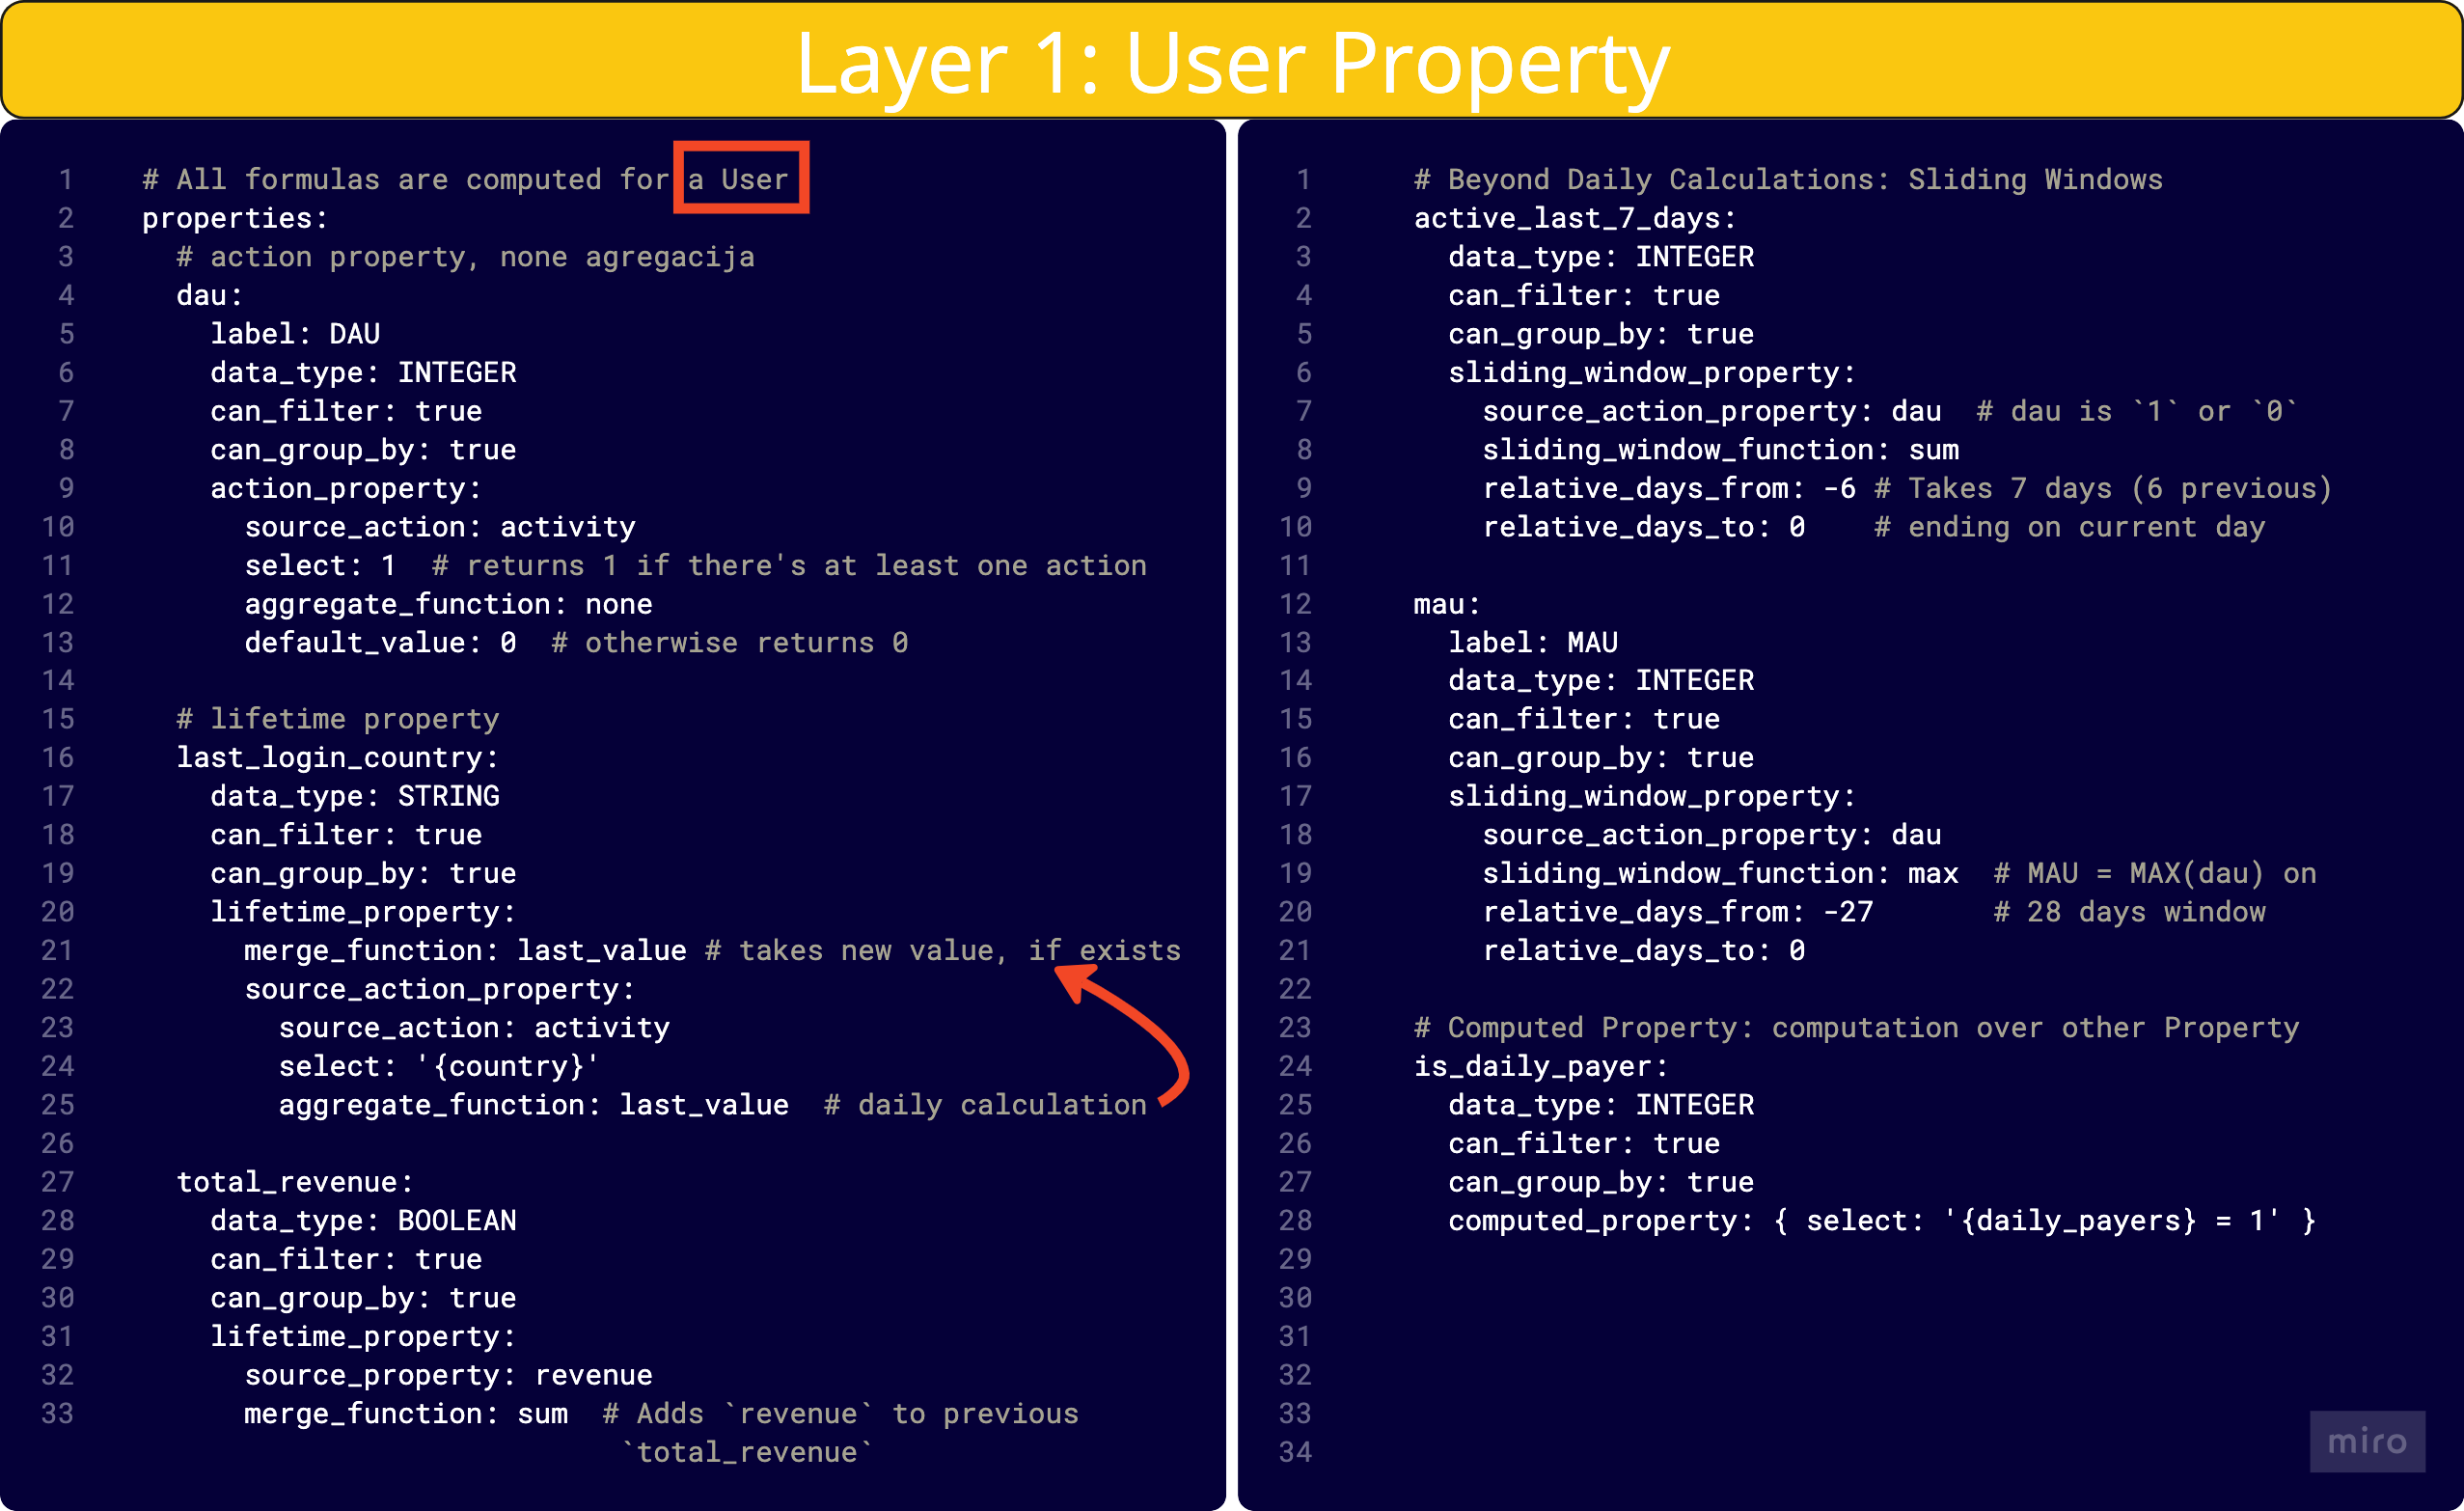 Layer 1: User Property
1 # All formulas are computed for a User
2 properties:
3 # action property, none agregacija
4 dau:
5 label: DAU
6 data_type: INTEGER
7 can_filter: true
8 can_group_by: true
9 action_property:
10 source_action: activity
11 select: 1 # returns 1 if there's at least one action
12 aggregate_function: none
13 default_value: 0 # otherwise returns 0
14
15 # lifetime property
16 last_login_country:
17 data_type: STRING
18 can_filter: true
19 can_group_by: true
20 lifetime_property:
21 merge_function: last_value # takes new value, if exists
22 source_action_property:
23 source_action: activity
24 select: '{country}'
25 aggregate_function: last_value # daily calculation
26
27 total_revenue:
28 data_type: BOOLEAN
29 can_filter: true
30 can_group_by: true
31 lifetime_property:
32 source_property: revenue
33 merge_function: sum # Adds `revenue` to previous
`total_revenue`
1 # Beyond Daily Calculations: Sliding Windows
2 active_last_7_days:
3 data_type: INTEGER
4 can_filter: true
5 can_group_by: true
6 sliding_window_property:
7 source_action_property: dau # dau is `1` or `0`
8 sliding_window_function: sum
9 relative_days_from: -6 # Takes 7 days (6 previous)
10 relative_days_to: 0 # ending on current day
11
12 mau:
13 label: MAU
14 data_type: INTEGER
15 can_filter: true
16 can_group_by: true
17 sliding_window_property:
18 source_action_property: dau
19 sliding_window_function: max # MAU = MAX(dau) on
20 relative_days_from: -27 # 28 days window
21 relative_days_to: 0
22
23 # Computed Property: computation over other Property
24 is_daily_payer:
25 data_type: INTEGER
26 can_filter: true
27 can_group_by: true
28 computed_property: { select: '{daily_payers} = 1' }
29
30
31
32
33
34
miro